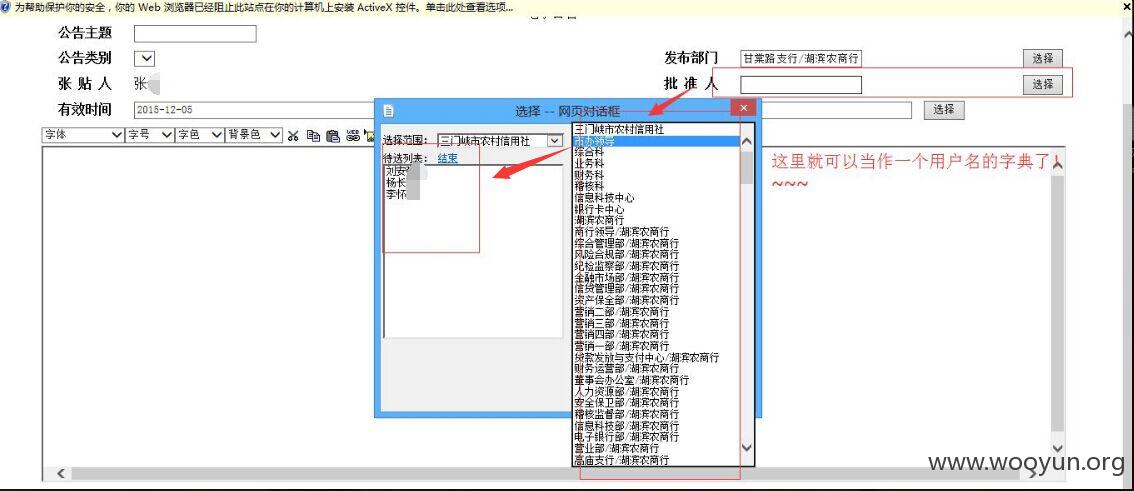 为帮助保护你的安全，你的 Web 浏览器已经阻止此站点在你的计算机上安装 ActiveX 控件。单击此处查看选项...
公告主题
公告类别
发布部门
甘棠路支行/湖滨农商行
选择
张 贴 人
张
批 准 人
选择
有效时间
2015-12-05
选择
字体
字号
字色
背景色
选择 -- 网页对话框
选择范围：
三门峡市农村信用社
待选列表：
结束
刘安
杨长
李怀
三门峡市农村信用社
市办领导
综合科
业务科
财务科
稽核科
信息科技中心
银行卡中心
湖滨农商行
商行领导/湖滨农商行
综合管理部/湖滨农商行
风险合规部/湖滨农商行
纪检监察部/湖滨农商行
金融市场部/湖滨农商行
信贷管理部/湖滨农商行
资产保全部/湖滨农商行
营销二部/湖滨农商行
营销三部/湖滨农商行
营销四部/湖滨农商行
营销一部/湖滨农商行
贷款发放与支付中心/湖滨农商行
财务运营部/湖滨农商行
董事会办公室/湖滨农商行
人力资源部/湖滨农商行
安全保卫部/湖滨农商行
稽核监督部/湖滨农商行
信息科技部/湖滨农商行
电子银行部/湖滨农商行
营业部/湖滨农商行
高庙支行/湖滨农商行
这里就可以当作一个用户名的字典了！
~~~
www.wooyun.org